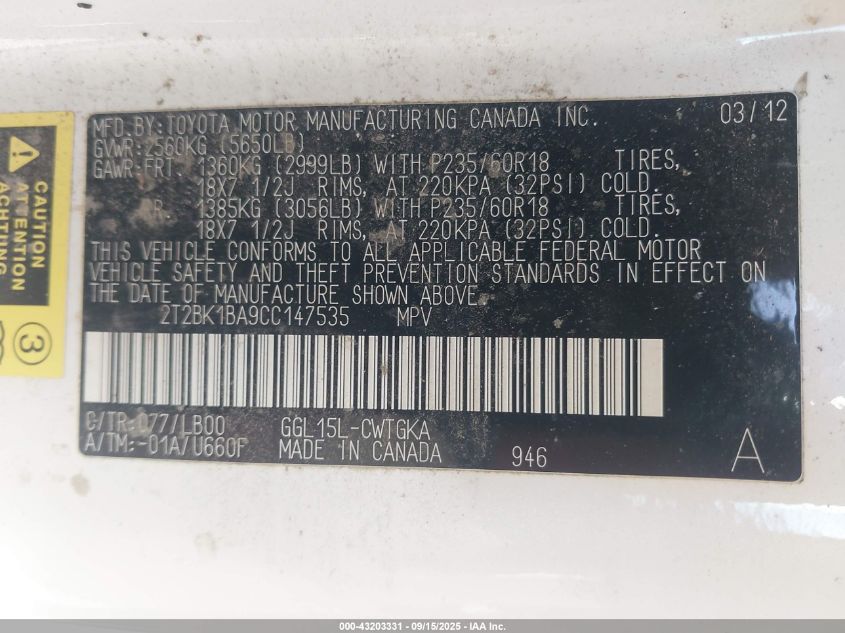 MFD.BY:TOYOTA MOTOR MANUFACTURING CANADA INC. 03/12
GVWR:2560KG (5650LB)
GAWR:FRT. 1360KG (2999LB) WITH P235/60R18 TIRES,
18X7 1/2J RIMS, AT 220KPA (32PSI) COLD.
R. 1385KG (3056LB) WITH P235/60R18 TIRES,
18X7 1/2J RIMS, AT 220KPA (32PSI) COLD.
THIS VEHICLE CONFORMS TO ALL APPLICABLE FEDERAL MOTOR
VEHICLE SAFETY AND THEFT PREVENTION STANDARDS IN EFFECT ON
THE DATE OF MANUFACTURE SHOWN ABOVE.
2T2BK1BA9CC147535 MPV
C/TR:077/LB00 GGL15L-CWTGKA
A/TM:-01A/U660F MADE IN CANADA 946 A
CAUTION
ATTENTION
ACHTUNG
3
000-43203331 - 09/15/2025 - IAA Inc.